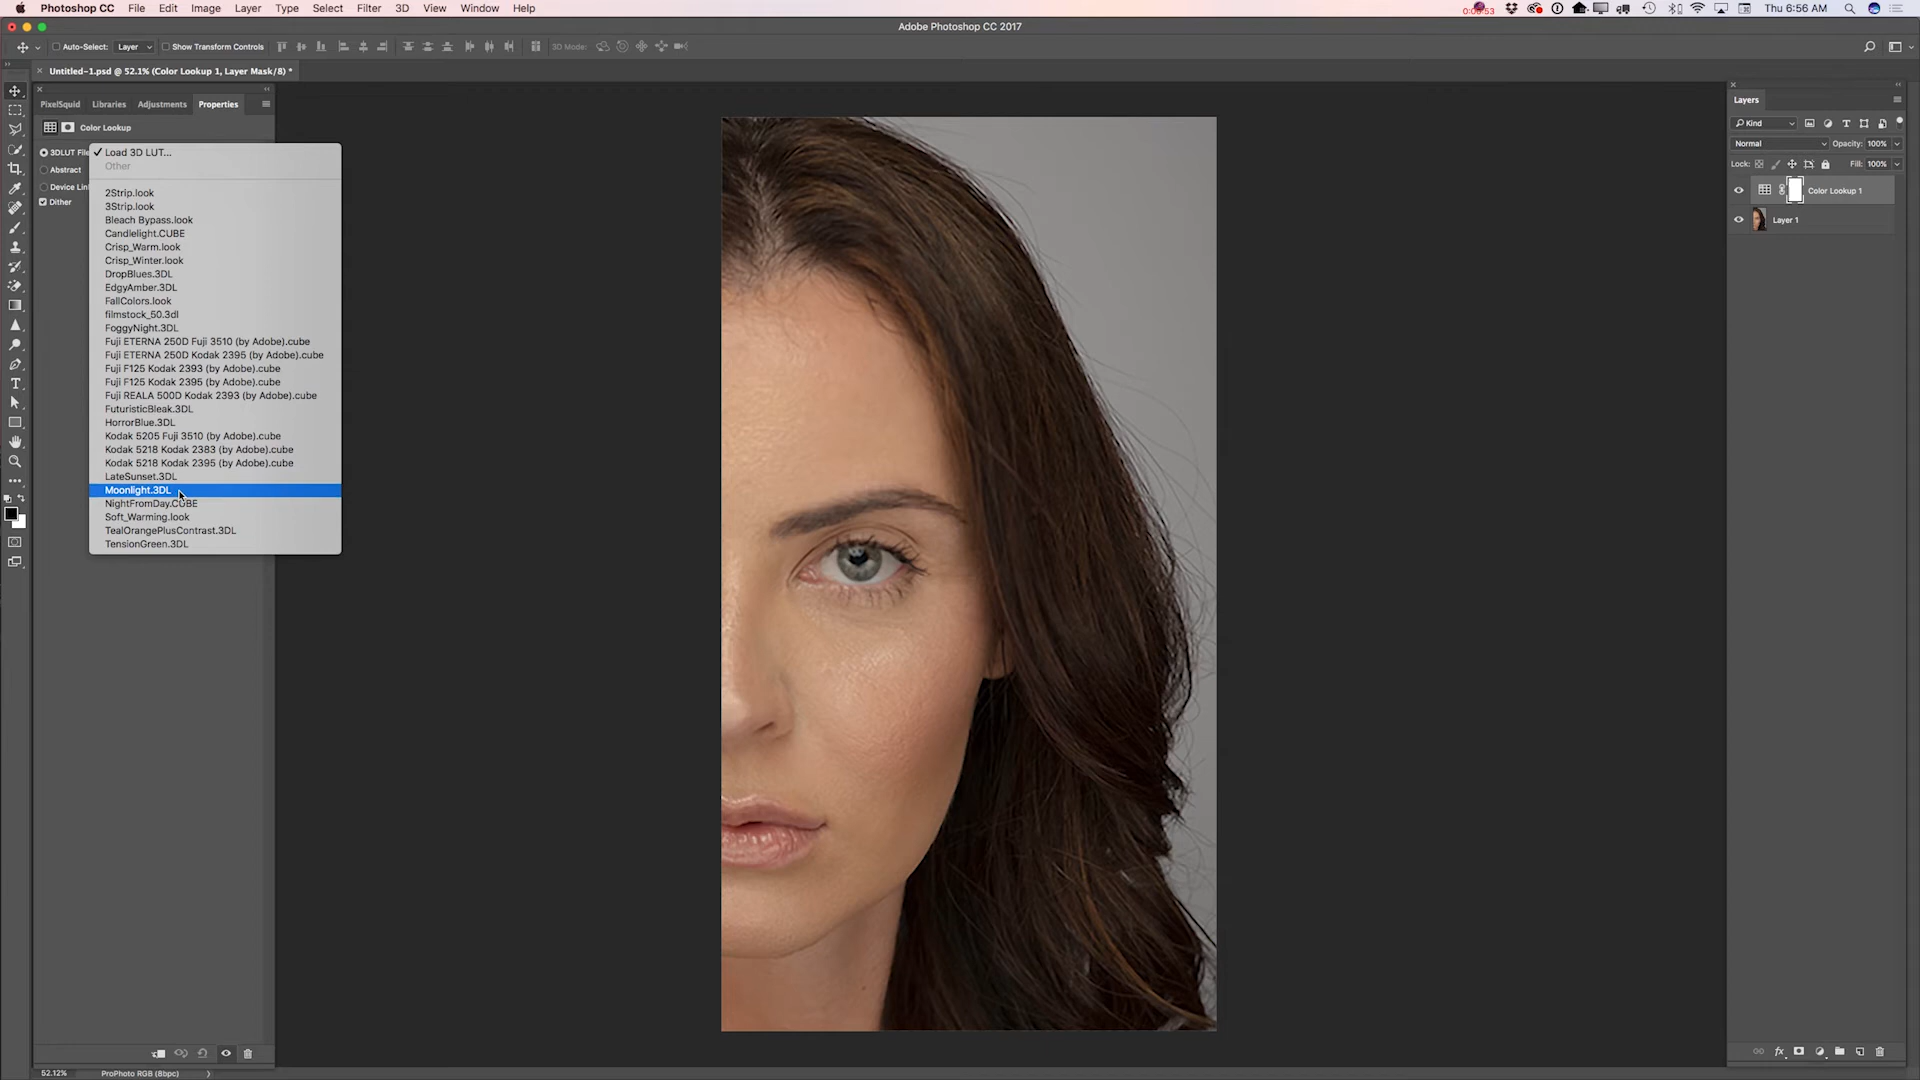 Photoshop CC File Edit Image Layer Type Select Filter 3D View Window Help Thu 6:56 AM
Adobe Photoshop CC 2017
Auto-Select: Layer Show Transform Controls 3D Mode:
Untitled-1.psd @ 52.1% (Color Lookup 1, Layer Mask/8) *
PixelSquid Libraries Adjustments Properties
Color Lookup
3DLUT File
Abstract
Device Link
Dither
Load 3D LUT...
Other
2Strip.look
3Strip.look
Bleach Bypass.look
Candlelight.CUBE
Crisp_Warm.look
Crisp_Winter.look
DropBlues.3DL
EdgyAmber.3DL
FallColors.look
filmstock_50.3dl
FoggyNight.3DL
Fuji ETERNA 250D Fuji 3510 (by Adobe).cube
Fuji ETERNA 250D Kodak 2395 (by Adobe).cube
Fuji F125 Kodak 2393 (by Adobe).cube
Fuji F125 Kodak 2395 (by Adobe).cube
Fuji REALA 500D Kodak 2393 (by Adobe).cube
FuturisticBleak.3DL
HorrorBlue.3DL
Kodak 5205 Fuji 3510 (by Adobe).cube
Kodak 5218 Kodak 2383 (by Adobe).cube
Kodak 5218 Kodak 2395 (by Adobe).cube
LateSunset.3DL
Moonlight.3DL
NightFromDay.CUBE
Soft_Warming.look
TealOrangePlusContrast.3DL
TensionGreen.3DL
Layers
Kind
Normal Opacity: 100%
Lock: Fill: 100%
Color Lookup 1
Layer 1
52.12% ProPhoto RGB (8bpc)